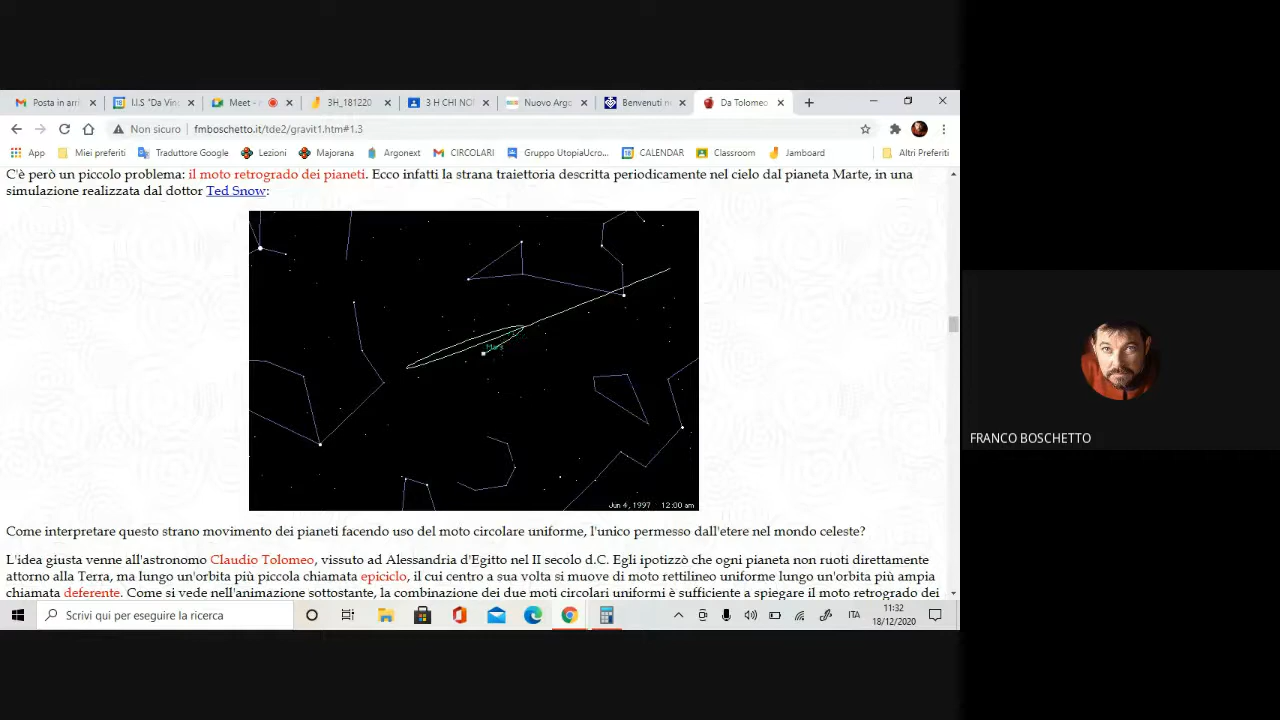 Posta in arri
I.I.S "Da Vinc
Meet -
3H_181220
3 H CHI NO
Nuovo Argo
Benvenuti n
Da Tolomeo
Non sicuro
fmboschetto.it/tde2/gravit1.htm#1.3
App
Miei preferiti
Traduttore Google
Lezioni
Majorana
Argonext
CIRCOLARI
Gruppo UtopiaUcro...
CALENDAR
Classroom
Jamboard
Altri Preferiti
C'è però un piccolo problema: il moto retrogrado dei pianeti. Ecco infatti la strana traiettoria descritta periodicamente nel cielo dal pianeta Marte, in una
simulazione realizzata dal dottor Ted Snow:
Mars
Jun 4, 1997 12:00 am
Come interpretare questo strano movimento dei pianeti facendo uso del moto circolare uniforme, l'unico permesso dall'etere nel mondo celeste?
L'idea giusta venne all'astronomo Claudio Tolomeo, vissuto ad Alessandria d'Egitto nel II secolo d.C. Egli ipotizzò che ogni pianeta non ruoti direttamente
attorno alla Terra, ma lungo un'orbita più piccola chiamata epiciclo, il cui centro a sua volta si muove di moto rettilineo uniforme lungo un'orbita più ampia
chiamata deferente. Come si vede nell'animazione sottostante, la combinazione dei due moti circolari uniformi è sufficiente a spiegare il moto retrogrado dei
Scrivi qui per eseguire la ricerca
ITA
11:32
18/12/2020
FRANCO BOSCHETTO